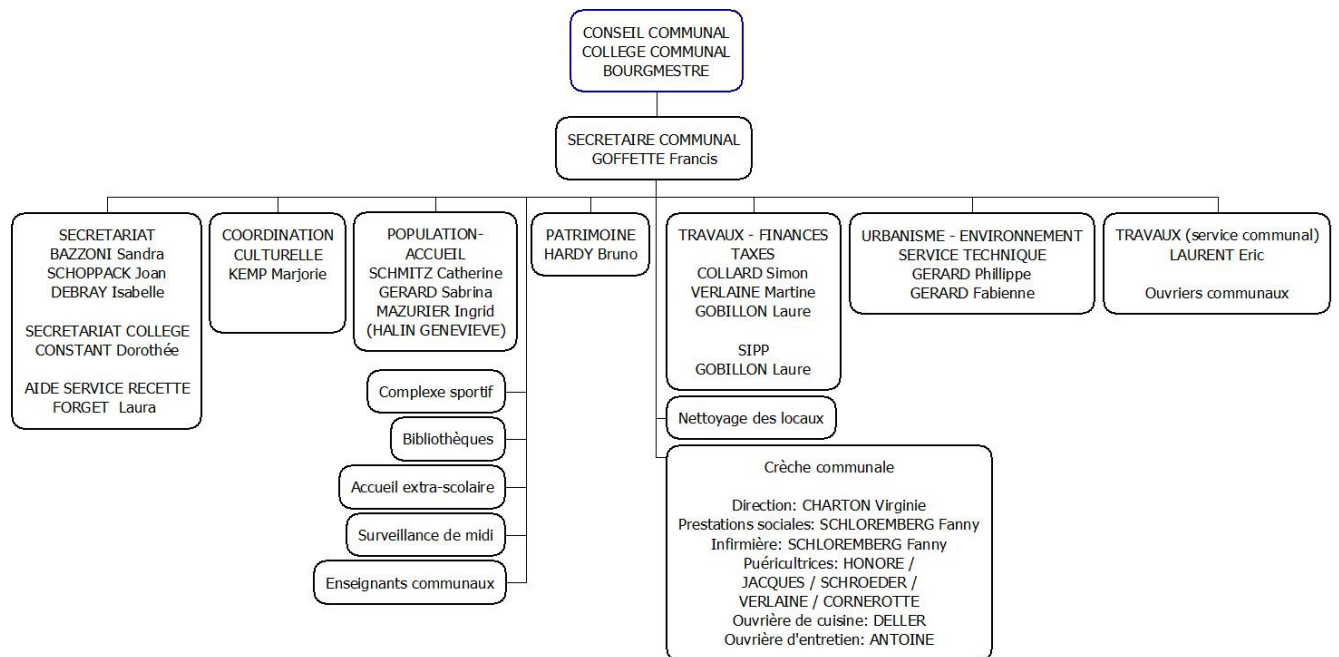 CONSEIL COMMUNAL
COLLEGE COMMUNAL
BOURGMESTRE
SECRETAIRE COMMUNAL
GOFFETTE Francis
SECRETARIAT
BAZZONI Sandra
SCHOPPACK Joan
DEBRAY Isabelle
SECRETARIAT COLLEGE
CONSTANT Dorothée
AIDE SERVICE RECETTE
FORGET Laura
COORDINATION
CULTURELLE
KEMP Marjorie
POPULATION-
ACCUEIL
SCHMITZ Catherine
GERARD Sabrina
MAZURIER Ingrid
(HALIN GENEVIEVE)
Complexe sportif
Bibliothèques
Accueil extra-scolaire
Surveillance de midi
Enseignants communaux
PATRIMOINE
HARDY Bruno
TRAVAUX - FINANCES
TAXES
COLLARD Simon
VERLAINE Martine
GOBILLON Laure
SIPP
GOBILLON Laure
Nettoyage des locaux
Crèche communale
Direction: CHARTON Virginie
Prestations sociales: SCHLOREMBERG Fanny
Infirmière: SCHLOREMBERG Fanny
Puéricultrices: HONORE /
JACQUES / SCHROEDER /
VERLAINE / CORNEROTTE
Ouvrière de cuisine: DELLER
Ouvrière d'entretien: ANTOINE
URBANISME - ENVIRONNEMENT
SERVICE TECHNIQUE
GERARD Phillippe
GERARD Fabienne
TRAVAUX (service communal)
LAURENT Eric
Ouvriers communaux